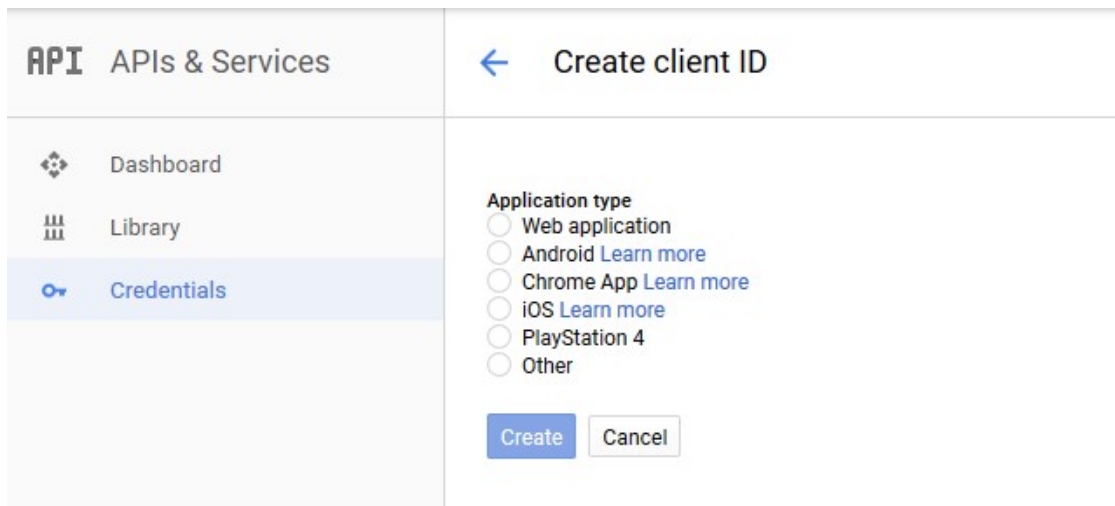 API APIs & Services
Create client ID
Dashboard
Library
Credentials
Application type
Web application
Android Learn more
Chrome App Learn more
iOS Learn more
PlayStation 4
Other
Create Cancel